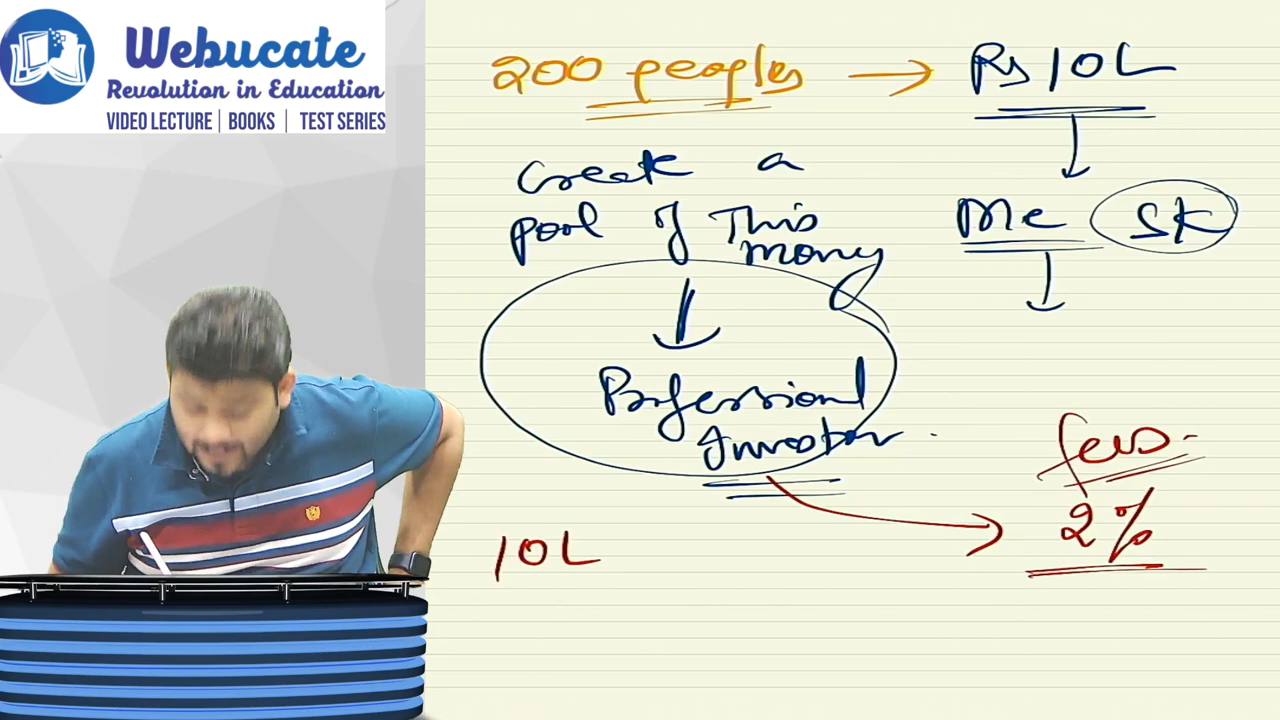 Webucate
Revolution in Education
VIDEO LECTURE | BOOKS | TEST SERIES
200 peoples → Rs 10L
Create a
pool of This
money
Me SK
Professional
Investor
fees.
2%
10L